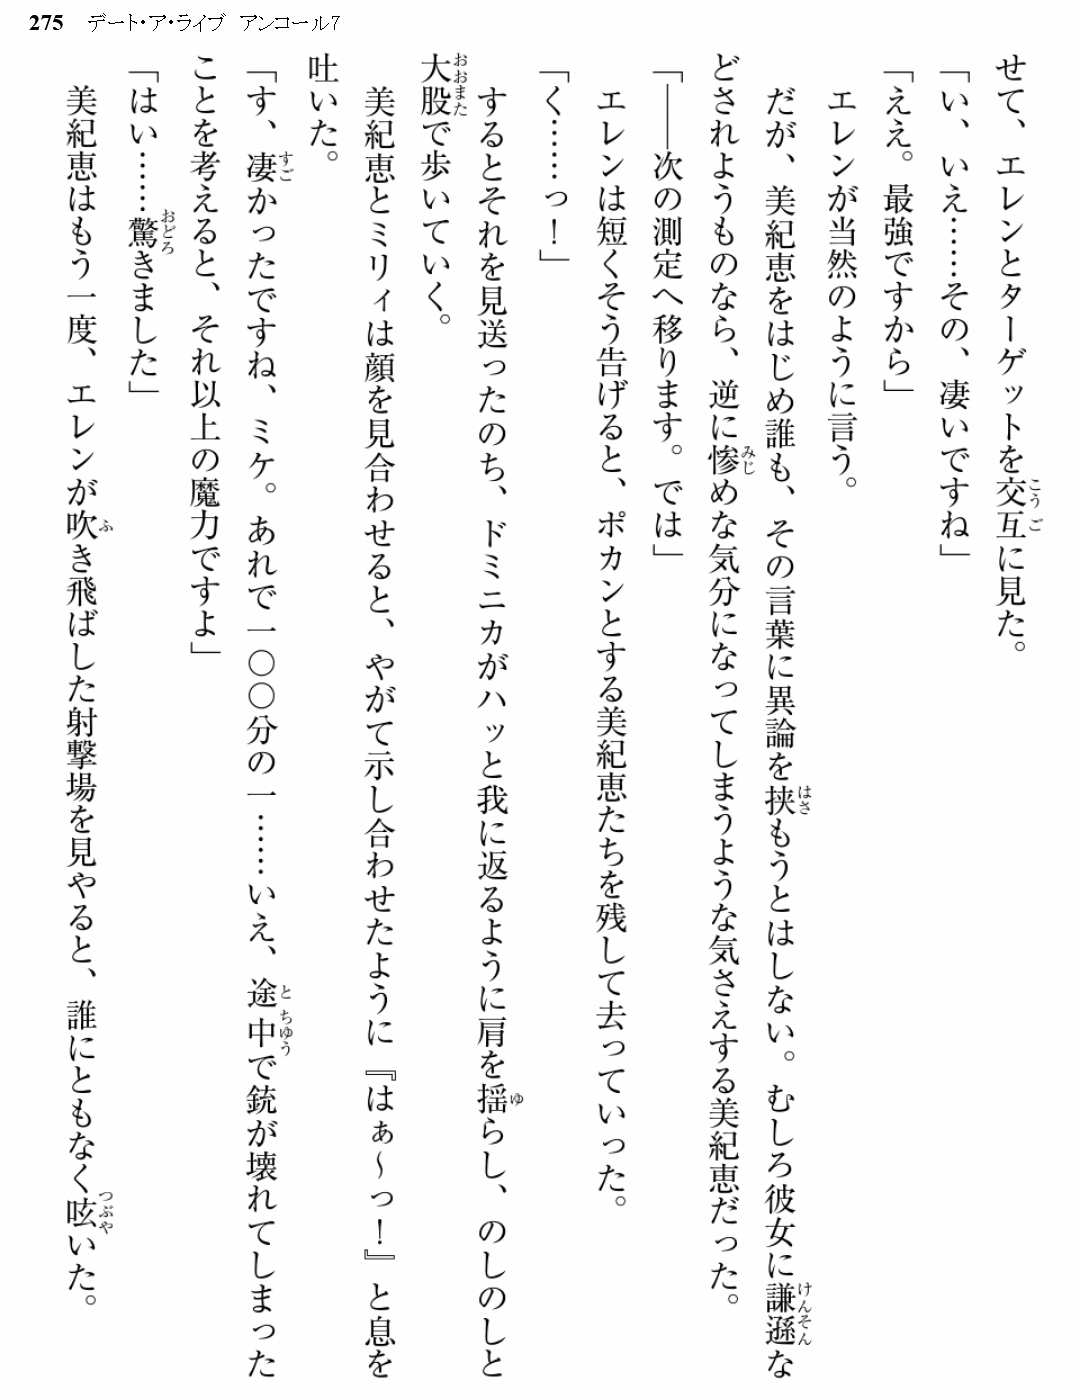 275 デート・ア・ライブ アンコール7
せて、エレンとターゲットを交互に見た。
「い、いえ……その、凄いですね」
「ええ。最強ですから」
エレンが当然のように言う。
だが、美紀恵をはじめ誰も、その言葉に異論を挟もうとはしない。むしろ彼女に謙遜な
どされようものなら、逆に惨めな気分になってしまうような気さえする美紀恵だった。
「――次の測定へ移ります。では」
エレンは短くそう告げると、ポカンとする美紀恵たちを残して去っていった。
「く……っ！」
するとそれを見送ったのち、ドミニカがハッと我に返るように肩を揺らし、のしのしと
大股で歩いていく。
美紀恵とミリィは顔を見合わせると、やがて示し合わせたように『はぁ〜っ！』と息を
吐いた。
「す、凄かったですね、ミケ。あれで一〇〇分の一……いえ、途中で銃が壊れてしまった
ことを考えると、それ以上の魔力ですよ」
「はい……驚きました」
美紀恵はもう一度、エレンが吹き飛ばした射撃場を見やると、誰にともなく呟いた。